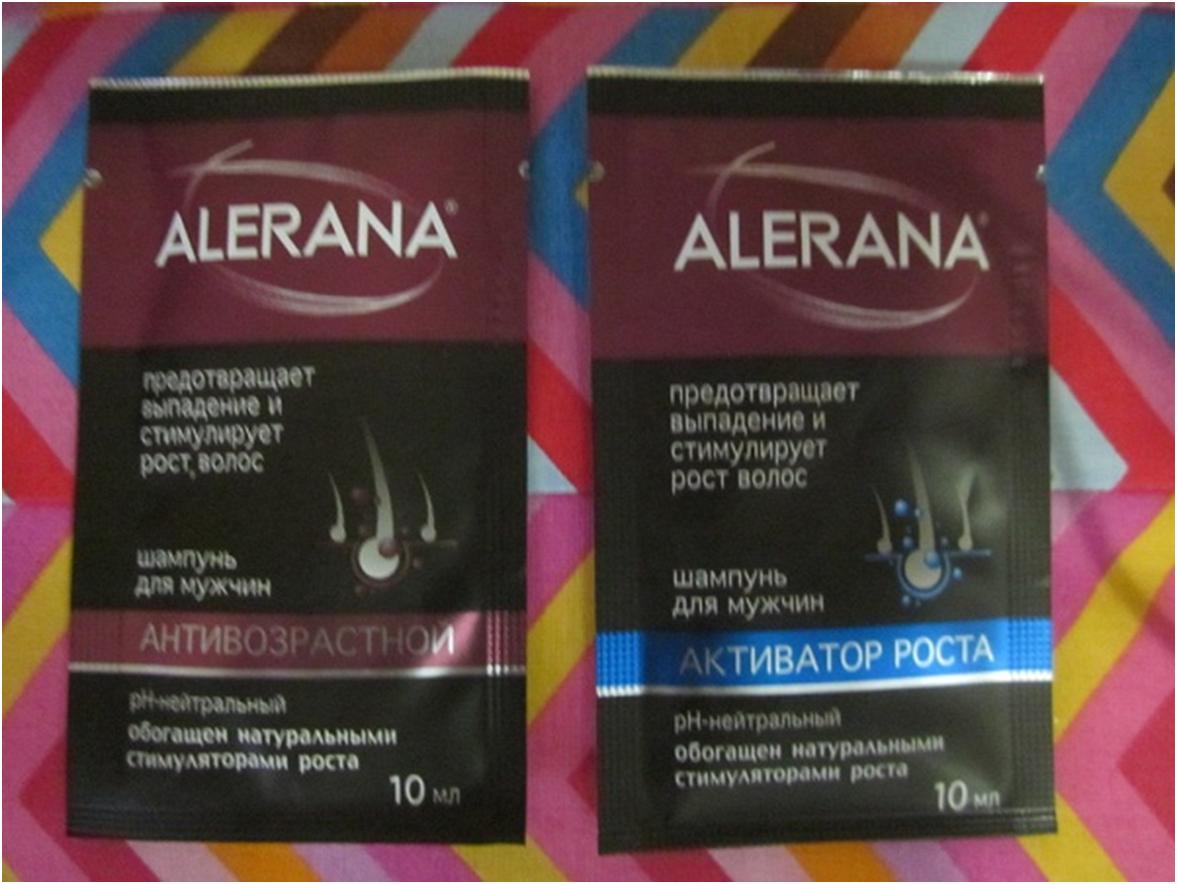 ALERANA®
предотвращает
выпадение и
стимулирует
рост волос
шампунь
для мужчин
АНТИВОЗРАСТНОЙ
pH-нейтральный
обогащен натуральными
стимуляторами роста
10 мл
ALERANA®
предотвращает
выпадение и
стимулирует
рост волос
шампунь
для мужчин
АКТИВАТОР РОСТА
pH-нейтральный
обогащен натуральными
стимуляторами роста
10 мл